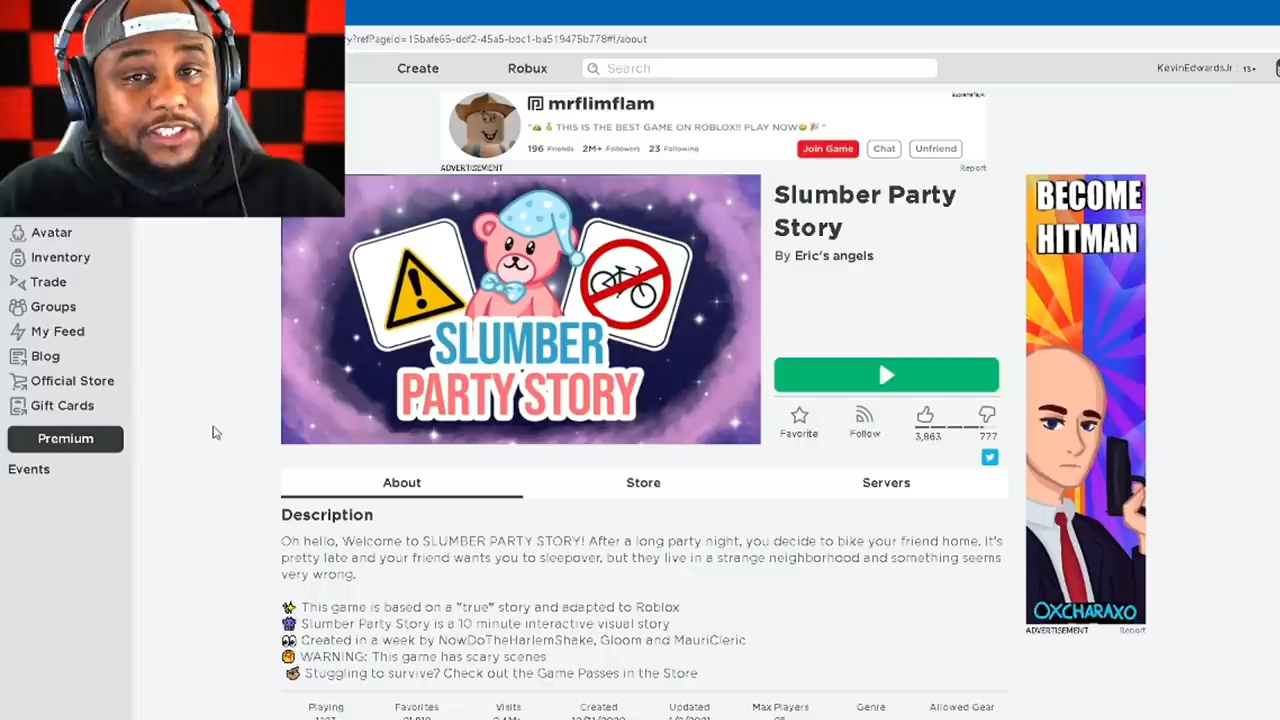 y?refPageId=15bafe65-dcf2-45a5-bbc1-ba519475b778#!/about
Create
Robux
Search
KevinEdwardsJr : 13+
mrflimflam
THIS IS THE BEST GAME ON ROBLOX!! PLAY NOW
196 Friends 2M+ Followers 23 Following
Join Game
Chat
Unfriend
ADVERTISEMENT
Report
Avatar
Inventory
Trade
Groups
My Feed
Blog
Official Store
Gift Cards
Premium
Events
SLUMBER
PARTY STORY
Slumber Party
Story
By Eric's angels
Favorite
Follow
3,863
777
BECOME
HITMAN
OXCHARAXO
ADVERTISEMENT
Report
About
Store
Servers
Description
Oh hello, Welcome to SLUMBER PARTY STORY! After a long party night, you decide to bike your friend home. It's
pretty late and your friend wants you to sleepover, but they live in a strange neighborhood and something seems
very wrong.
This game is based on a "true" story and adapted to Roblox
Slumber Party Story is a 10 minute interactive visual story
Created in a week by NowDoTheHarlemShake, Gloom and MauriCleric
WARNING: This game has scary scenes
Stuggling to survive? Check out the Game Passes in the Store
Playing
Favorites
Visits
Created
Updated
Max Players
Genre
Allowed Gear